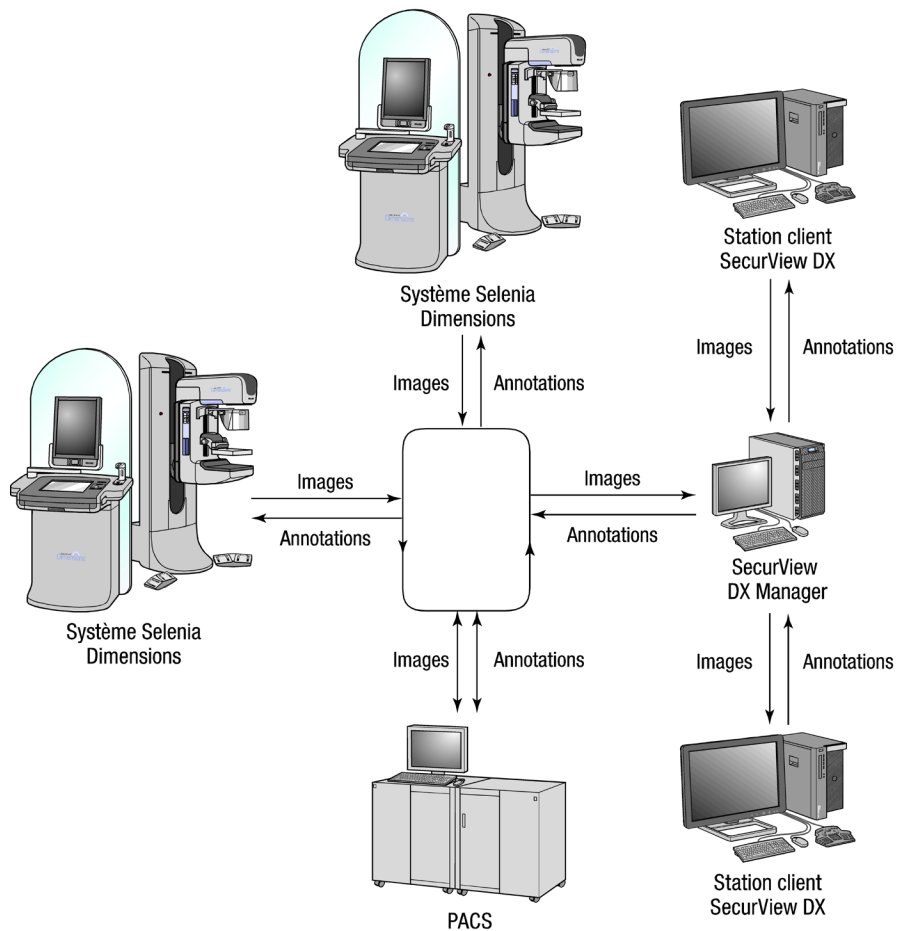 Station client
SecurView DX
Système Selenia
Dimensions
Images
Annotations
Images
Annotations
Images
Annotations
Images
Annotations
SecurView
DX Manager
Système Selenia
Dimensions
Images
Annotations
Images
Annotations
Station client
SecurView DX
PACS